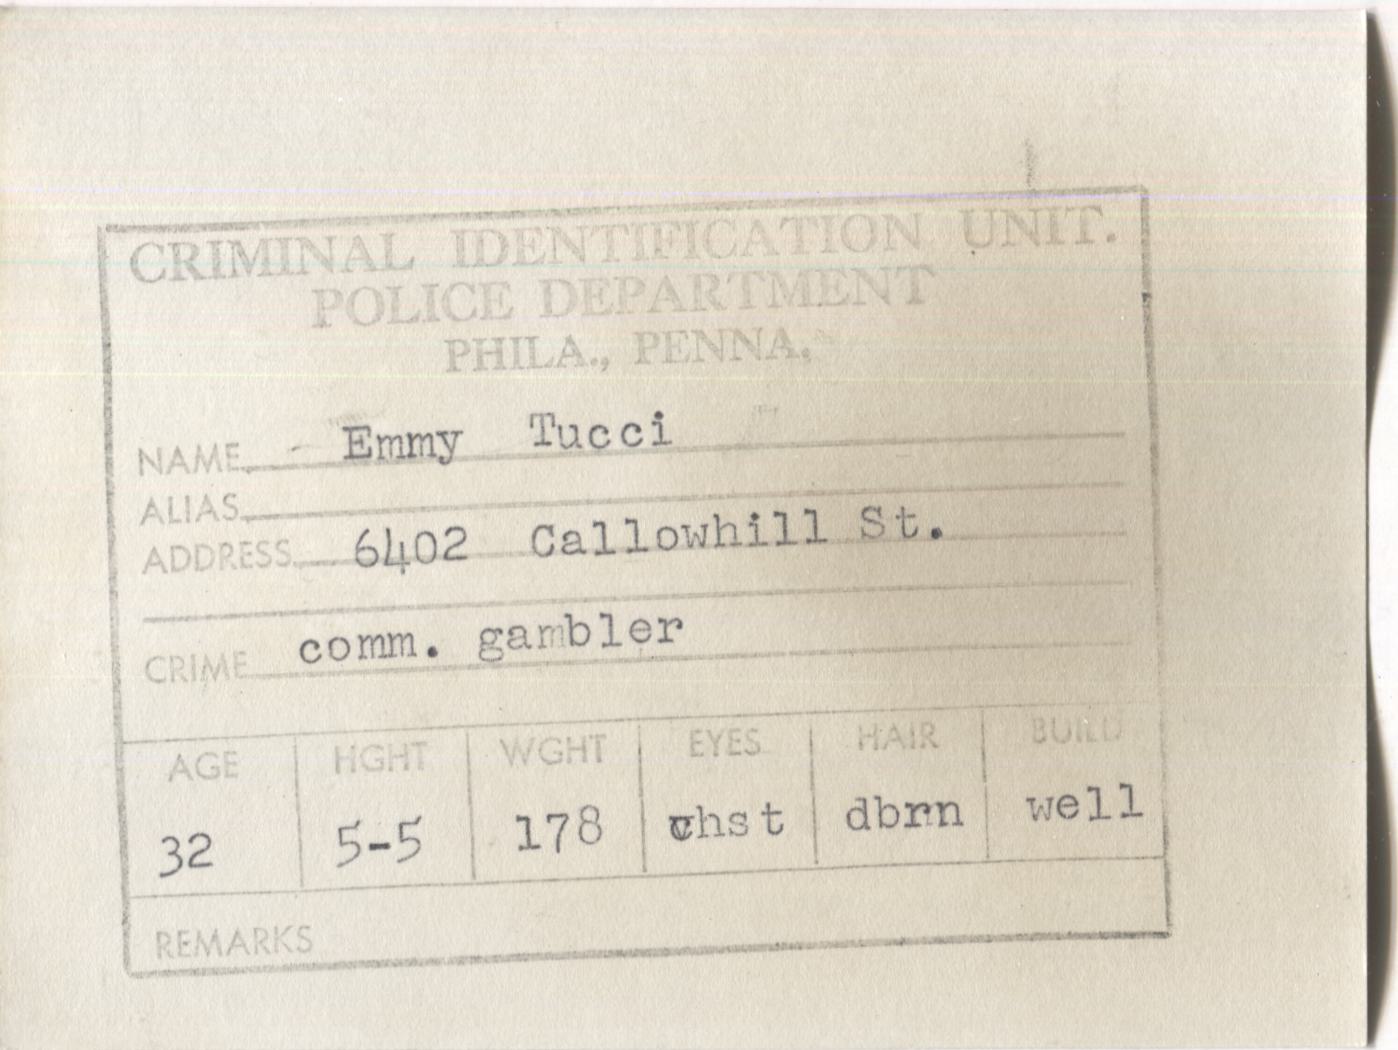 CRIMINAL IDENTIFICATION UNIT.
POLICE DEPARTMENT
PHILA., PENNA.
NAME Emmy Tucci
ALIAS
ADDRESS 6402 Callowhill St.
CRIME comm. gambler
AGE HGHT WGHT EYES HAIR BUILD
32 5-5 178 chst dbrn well
REMARKS